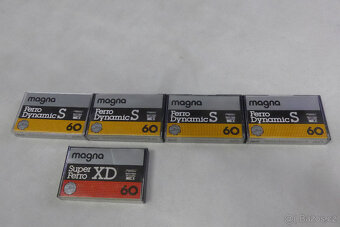 magna
Ferro
Dynamic S
60
magna
Ferro
Dynamic S
60
magna
Ferro
Dynamic S
60
magna
Ferro
Dynamic S
60
magna
Super
Ferro XD
60